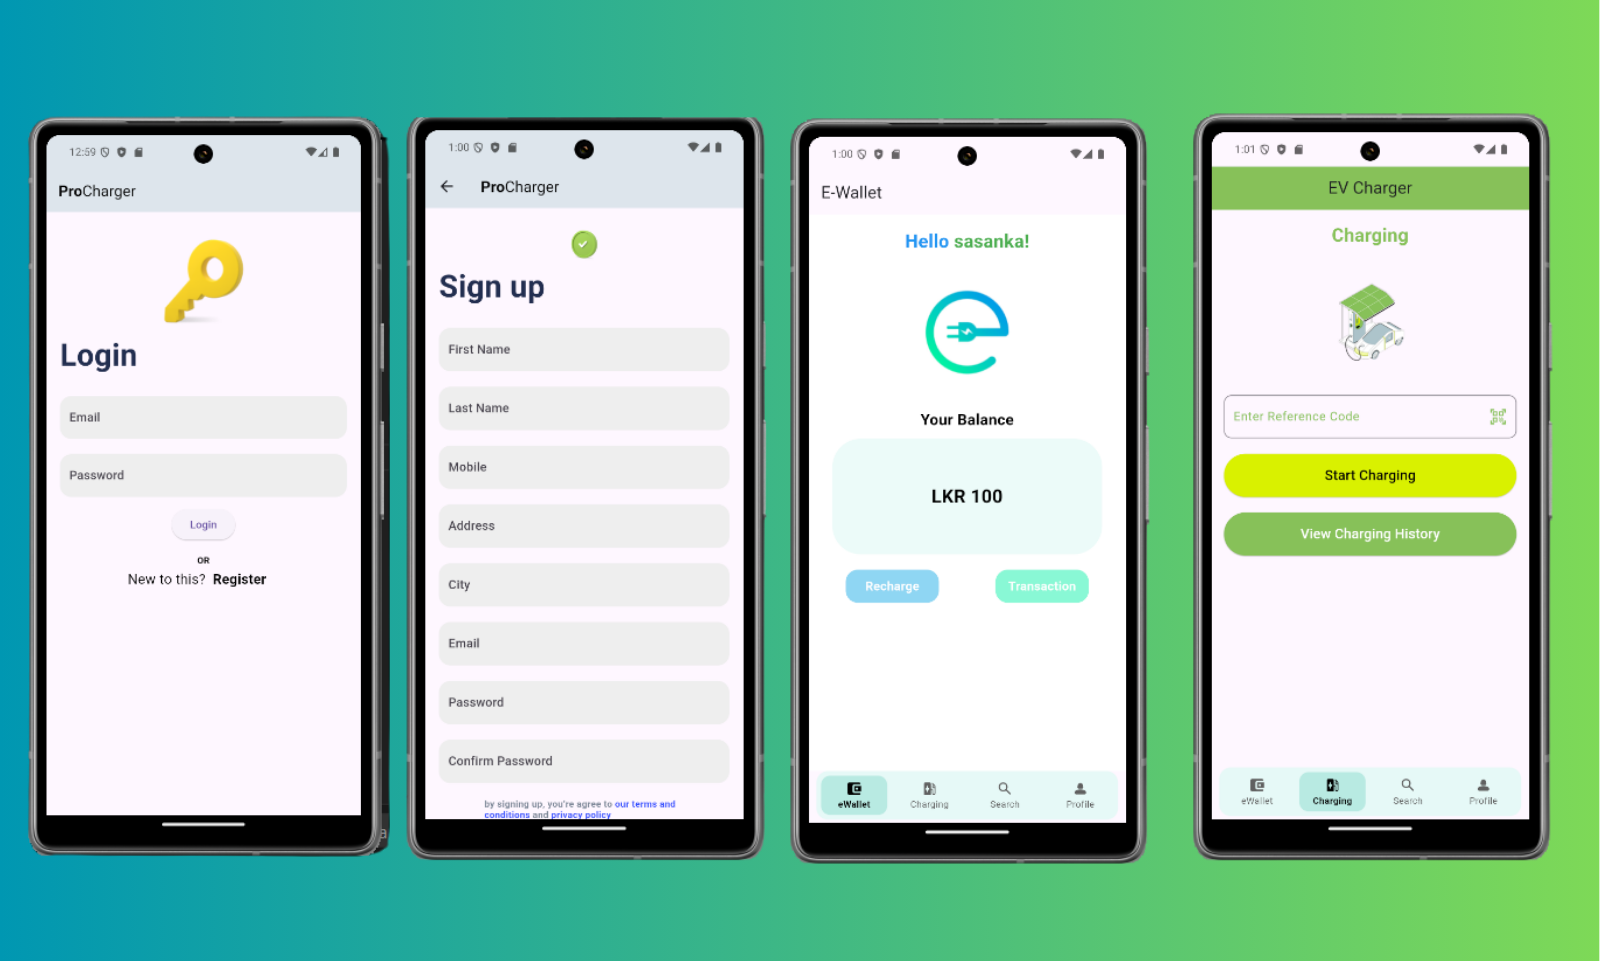 12:59
ProCharger
Login
Email
Password
Login
OR
New to this? Register
1:00
ProCharger
Sign up
First Name
Last Name
Mobile
Address
City
Email
Password
Confirm Password
by signing up, you're agree to our terms and
conditions and privacy policy
1:00
E-Wallet
Hello sasanka!
Your Balance
LKR 100
Recharge
Transaction
eWallet
Charging
Search
Profile
1:01
EV Charger
Charging
Enter Reference Code
Start Charging
View Charging History
eWallet
Charging
Search
Profile